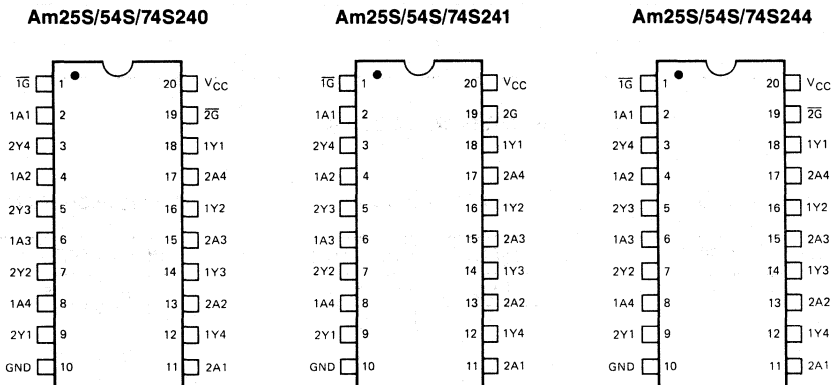 Am25S/54S/74S240 Am25S/54S/74S241 Am25S/54S/74S244
1G 1 20 VCC 1G 1 20 VCC 1G 1 20 VCC
1A1 2 19 2G 1A1 2 19 2G 1A1 2 19 2G
2Y4 3 18 1Y1 2Y4 3 18 1Y1 2Y4 3 18 1Y1
1A2 4 17 2A4 1A2 4 17 2A4 1A2 4 17 2A4
2Y3 5 16 1Y2 2Y3 5 16 1Y2 2Y3 5 16 1Y2
1A3 6 15 2A3 1A3 6 15 2A3 1A3 6 15 2A3
2Y2 7 14 1Y3 2Y2 7 14 1Y3 2Y2 7 14 1Y3
1A4 8 13 2A2 1A4 8 13 2A2 1A4 8 13 2A2
2Y1 9 12 1Y4 2Y1 9 12 1Y4 2Y1 9 12 1Y4
GND 10 11 2A1 GND 10 11 2A1 GND 10 11 2A1